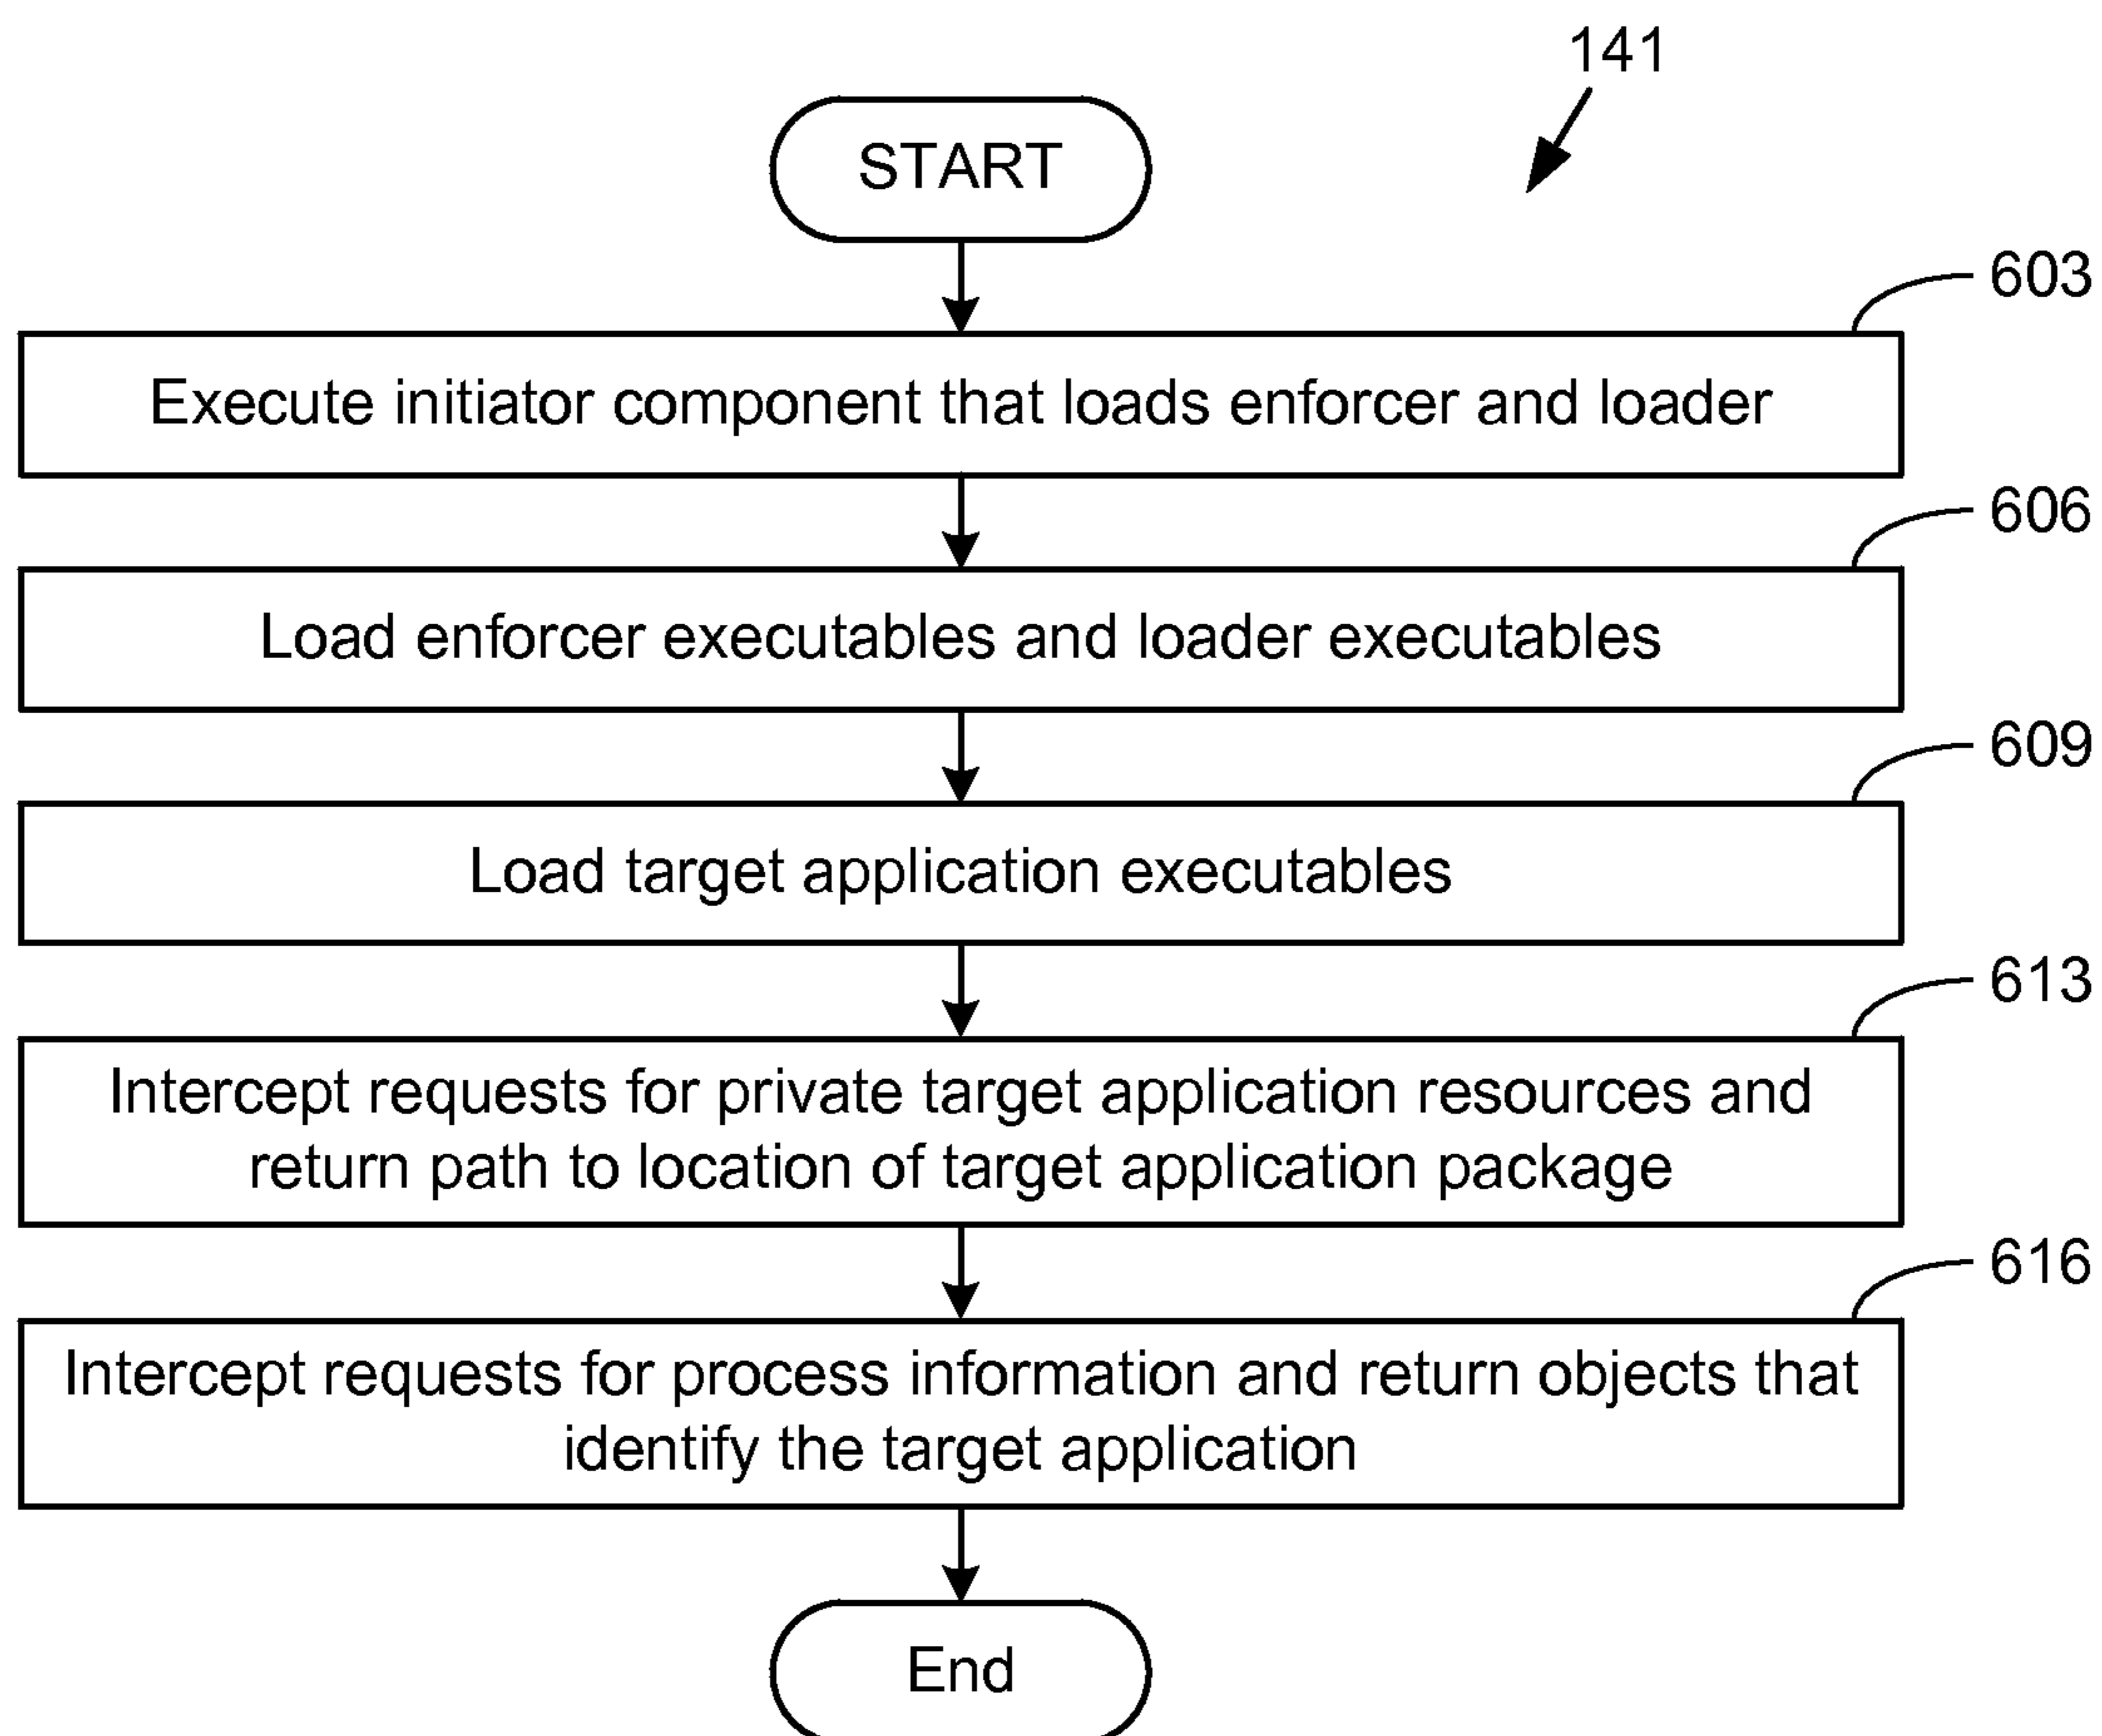 141
START
603
Execute initiator component that loads enforcer and loader
606
Load enforcer executables and loader executables
609
Load target application executables
613
Intercept requests for private target application resources and
return path to location of target application package
616
Intercept requests for process information and return objects that
identify the target application
End